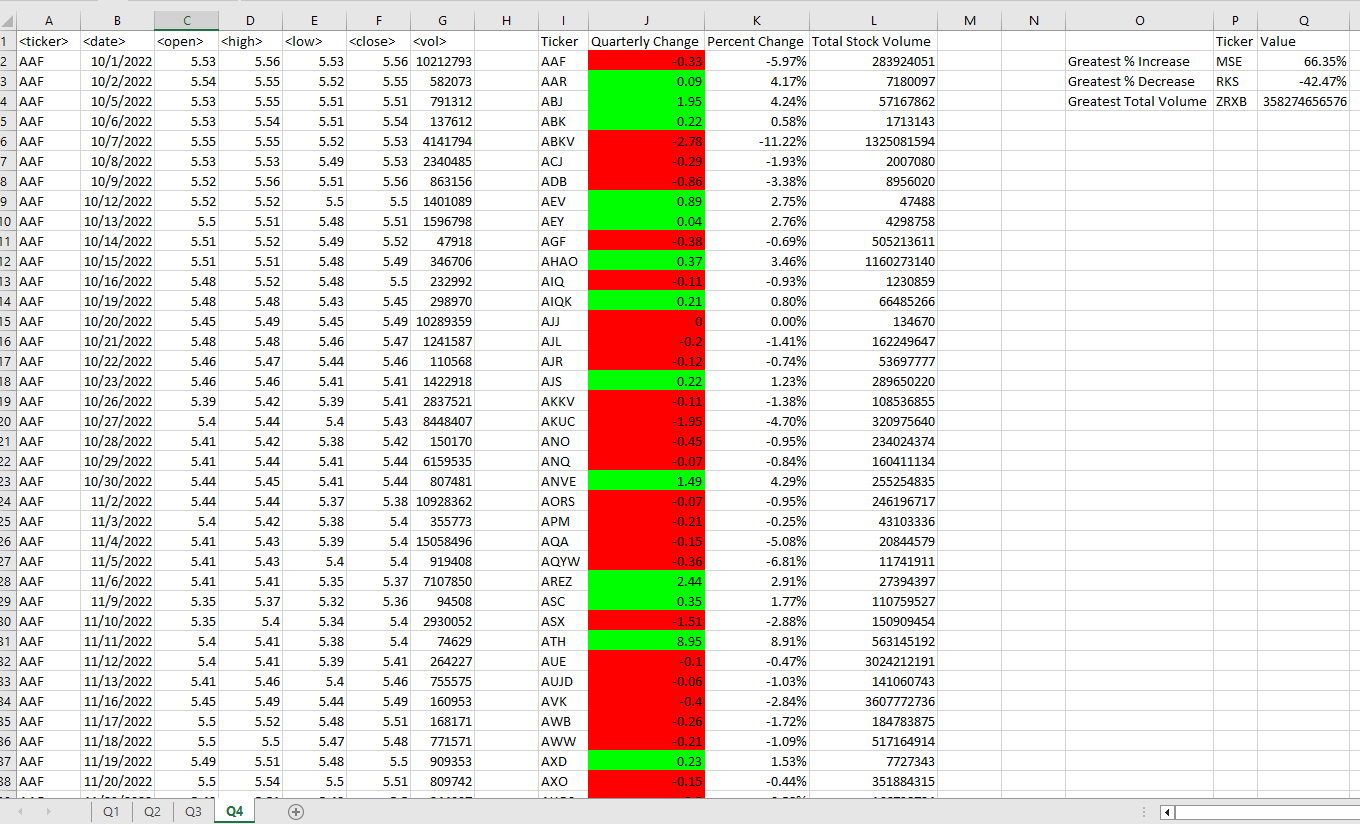 A B C D E F G H I J K L M N O P Q
1 <ticker> <date> <open> <high> <low> <close> <vol> Ticker Quarterly Change Percent Change Total Stock Volume Ticker Value
2 AAF 10/1/2022 5.53 5.56 5.53 5.56 10212793 AAF -0.33 -5.97% 283924051 Greatest % Increase MSE 66.35%
3 AAF 10/2/2022 5.54 5.55 5.52 5.55 582073 AAR 0.09 4.17% 7180097 Greatest % Decrease RKS -42.47%
4 AAF 10/5/2022 5.53 5.55 5.51 5.51 791312 ABJ 1.95 4.24% 57167862 Greatest Total Volume ZRXB 358274656576
5 AAF 10/6/2022 5.53 5.54 5.51 5.54 137612 ABK 0.22 0.58% 1713143
6 AAF 10/7/2022 5.55 5.55 5.52 5.53 4141794 ABKV -2.78 -11.22% 1325081594
7 AAF 10/8/2022 5.53 5.53 5.49 5.53 2340485 ACJ -0.29 -1.93% 2007080
8 AAF 10/9/2022 5.52 5.56 5.51 5.56 863156 ADB -0.86 -3.38% 8956020
9 AAF 10/12/2022 5.52 5.52 5.5 5.5 1401089 AEV 0.89 2.75% 47488
10 AAF 10/13/2022 5.5 5.51 5.48 5.51 1596798 AEY 0.04 2.76% 4298758
11 AAF 10/14/2022 5.51 5.52 5.49 5.52 47918 AGF -0.38 -0.69% 505213611
12 AAF 10/15/2022 5.51 5.51 5.48 5.49 346706 AHAO 0.37 3.46% 1160273140
13 AAF 10/16/2022 5.48 5.52 5.48 5.5 232992 AIQ -0.11 -0.93% 1230859
14 AAF 10/19/2022 5.48 5.48 5.43 5.45 298970 AIQK 0.21 0.80% 66485266
15 AAF 10/20/2022 5.45 5.49 5.45 5.49 10289359 AJJ 0 0.00% 134670
16 AAF 10/21/2022 5.48 5.48 5.46 5.47 1241587 AJL -0.2 -1.41% 162249647
17 AAF 10/22/2022 5.46 5.47 5.44 5.46 110568 AJR -0.12 -0.74% 53697777
18 AAF 10/23/2022 5.46 5.46 5.41 5.41 1422918 AJS 0.22 1.23% 289650220
19 AAF 10/26/2022 5.39 5.42 5.39 5.41 2837521 AKKV -0.11 -1.38% 108536855
20 AAF 10/27/2022 5.4 5.44 5.4 5.43 8448407 AKUC -1.95 -4.70% 320975640
21 AAF 10/28/2022 5.41 5.42 5.38 5.42 150170 ANO -0.45 -0.95% 234024374
22 AAF 10/29/2022 5.41 5.44 5.41 5.44 6159535 ANQ -0.07 -0.84% 160411134
23 AAF 10/30/2022 5.44 5.45 5.41 5.44 807481 ANVE 1.49 4.29% 255254835
24 AAF 11/2/2022 5.44 5.44 5.37 5.38 10928362 AORS -0.07 -0.95% 246196717
25 AAF 11/3/2022 5.4 5.42 5.38 5.4 355773 APM -0.21 -0.25% 43103336
26 AAF 11/4/2022 5.41 5.43 5.39 5.4 15058496 AQA -0.15 -5.08% 20844579
27 AAF 11/5/2022 5.41 5.43 5.4 5.4 919408 AQYW -0.36 -6.81% 11741911
28 AAF 11/6/2022 5.41 5.41 5.35 5.37 7107850 AREZ 2.44 2.91% 27394397
29 AAF 11/9/2022 5.35 5.37 5.32 5.36 94508 ASC 0.35 1.77% 110759527
30 AAF 11/10/2022 5.35 5.4 5.34 5.4 2930052 ASX -1.51 -2.88% 150909454
31 AAF 11/11/2022 5.4 5.41 5.38 5.4 74629 ATH 8.95 8.91% 563145192
32 AAF 11/12/2022 5.4 5.41 5.39 5.41 264227 AUE -0.1 -0.47% 3024212191
33 AAF 11/13/2022 5.41 5.46 5.4 5.46 755575 AUJD -0.06 -1.03% 141060743
34 AAF 11/16/2022 5.45 5.49 5.44 5.49 160953 AVK -0.4 -2.84% 3607772736
35 AAF 11/17/2022 5.5 5.52 5.48 5.51 168171 AWB -0.26 -1.72% 184783875
36 AAF 11/18/2022 5.5 5.5 5.47 5.48 771571 AWW -0.21 -1.09% 517164914
37 AAF 11/19/2022 5.49 5.51 5.48 5.5 909353 AXD 0.23 1.53% 7727343
38 AAF 11/20/2022 5.5 5.54 5.5 5.51 809742 AXO -0.15 -0.44% 351884315
Q1 Q2 Q3 Q4